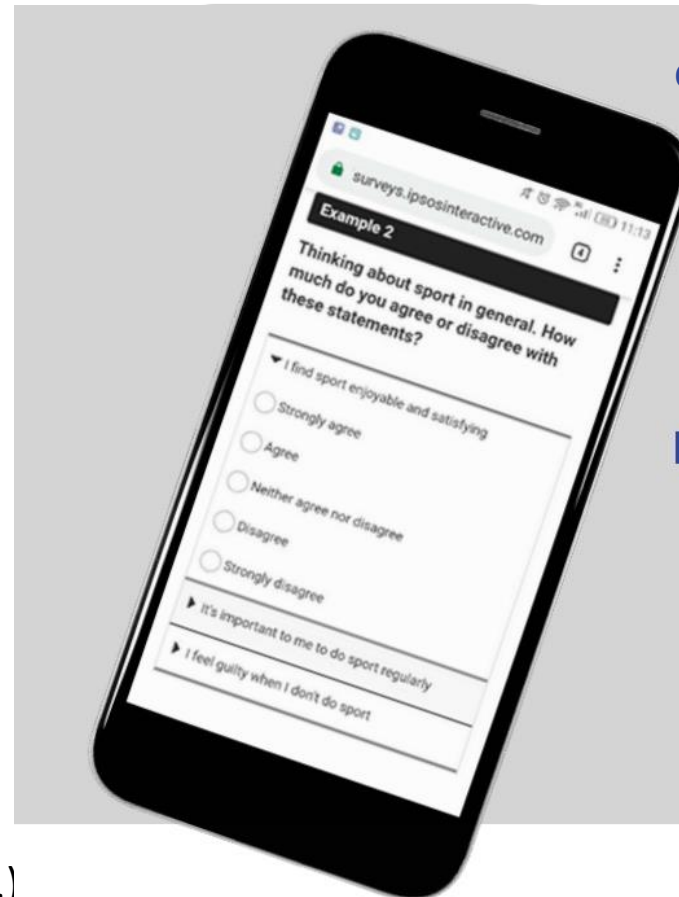 11:13
surveys.ipsosinteractive.com
4
Example 2
Thinking about sport in general. How
much do you agree or disagree with
these statements?
I find sport enjoyable and satisfying
Strongly agree
Agree
Neither agree nor disagree
Disagree
Strongly disagree
It's important to me to do sport regularly
I feel guilty when I don't do sport
.)